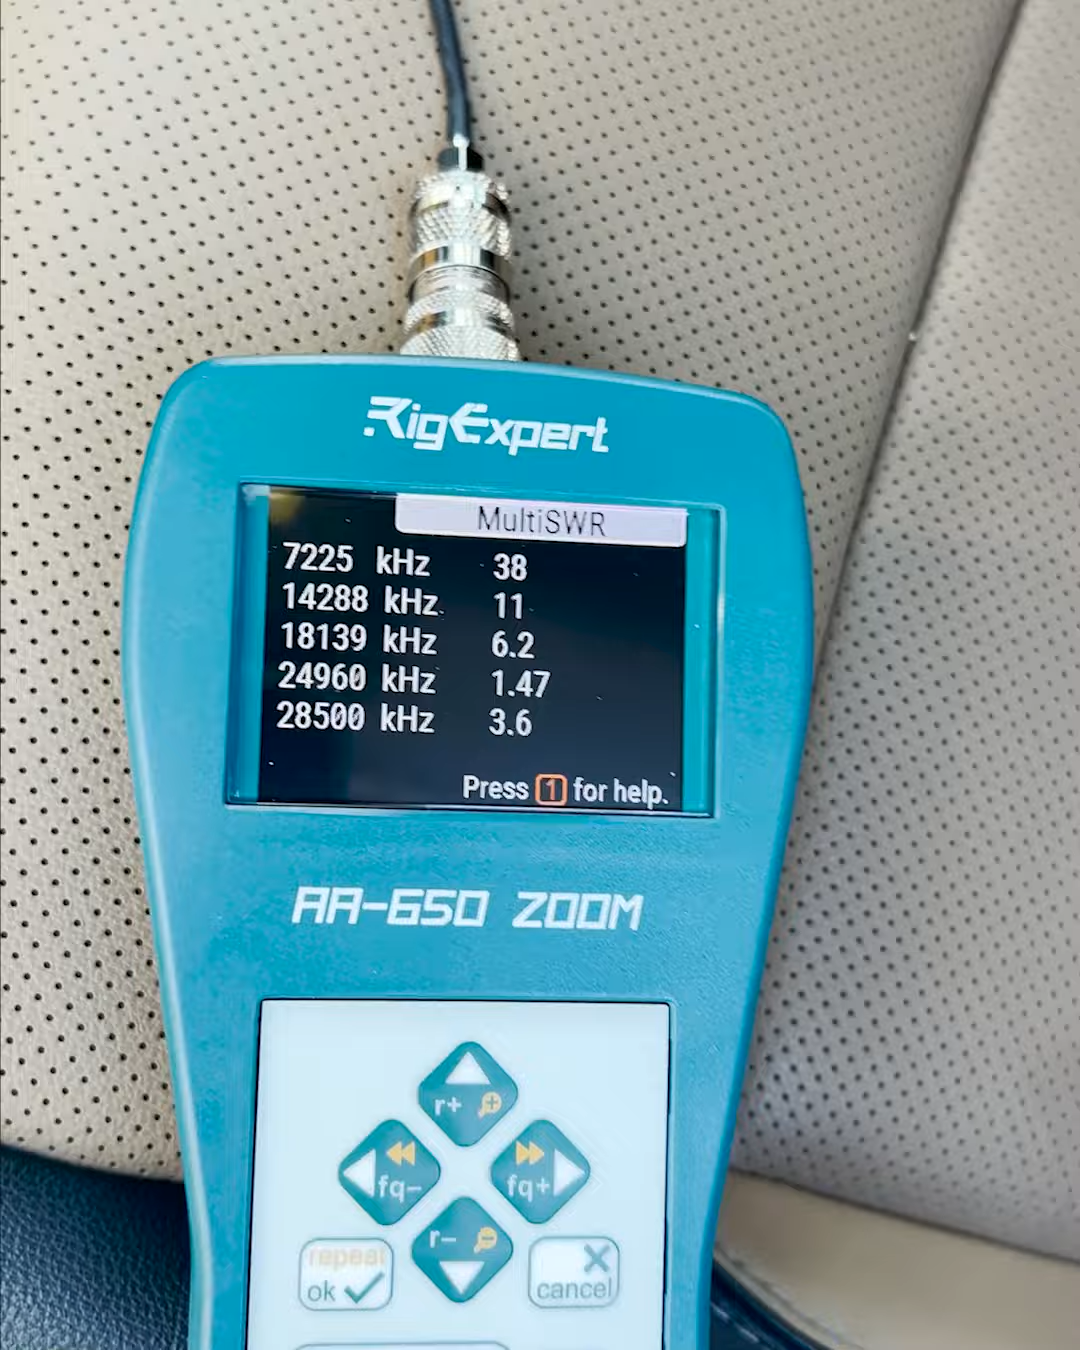 RigExpert
MultiSWR
7225 kHz 38
14288 kHz 11
18139 kHz 6.2
24960 kHz 1.47
28500 kHz 3.6
Press 1 for help.
AA-650 ZOOM
r+
fq-
fq+
r-
repeat
ok
cancel